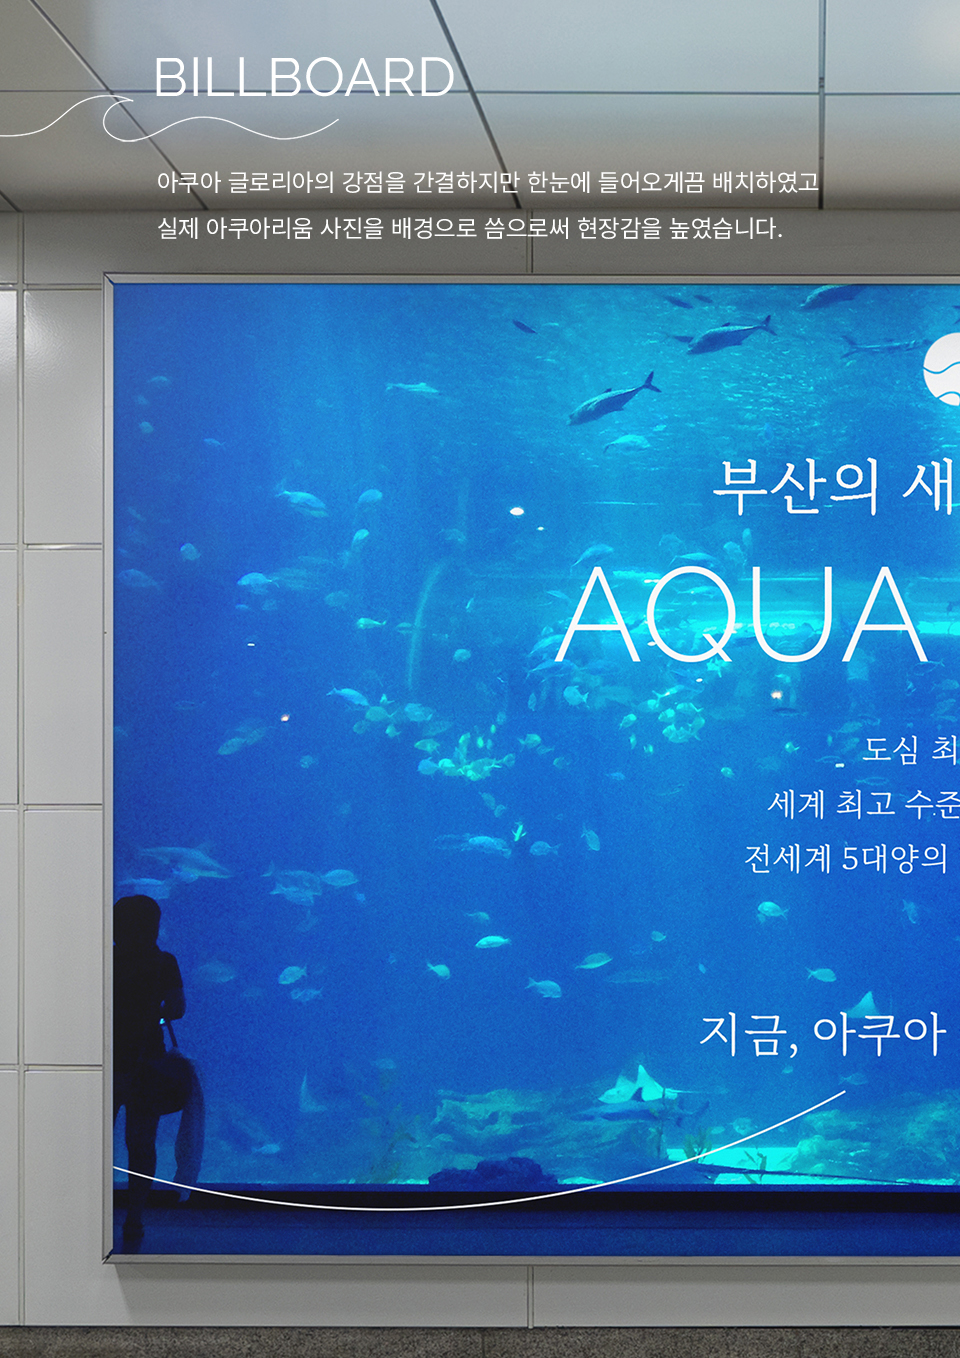 BILLBOARD
아쿠아 글로리아의 강점을 간결하지만 한눈에 들어오게끔 배치하였고
실제 아쿠아리움 사진을 배경으로 씀으로써 현장감을 높였습니다.
부산의 새
AQUA
도심 최
세계 최고 수준
전세계 5대양의
지금, 아쿠아